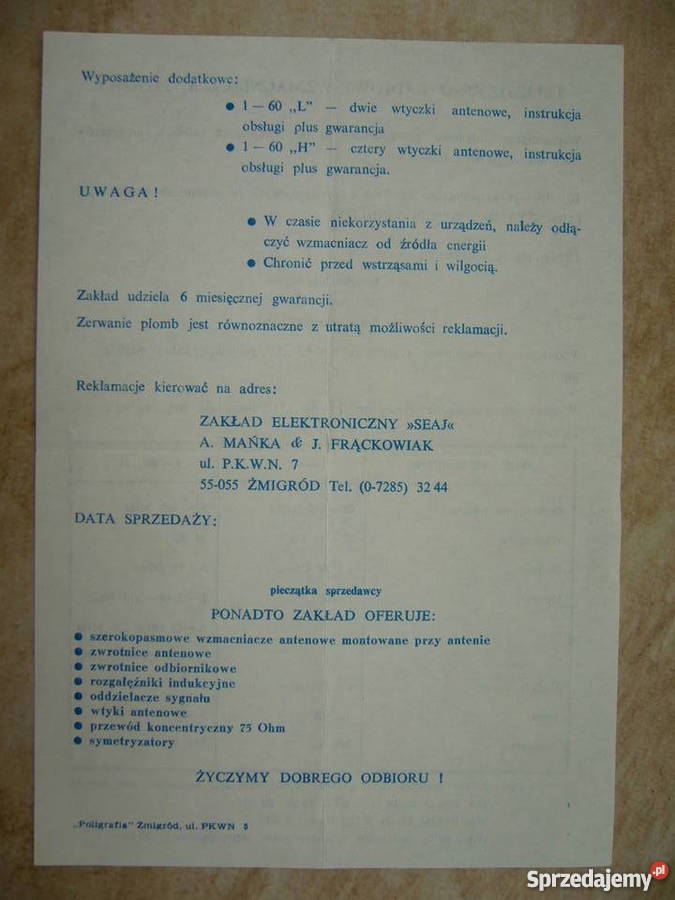 Wyposażenie dodatkowe:
● 1 — 60 „L” — dwie wtyczki antenowe, instrukcja
obsługi plus gwarancja
● 1 — 60 „H” — cztery wtyczki antenowe, instrukcja
obsługi plus gwarancja.
UWAGA!
● W czasie niekorzystania z urządzeń, należy odłą-
czyć wzmacniacz od źródła energii
● Chronić przed wstrząsami i wilgocią.
Zakład udziela 6 miesięcznej gwarancji.
Zerwanie plomb jest równoznaczne z utratą możliwości reklamacji.
Reklamacje kierować na adres:
ZAKŁAD ELEKTRONICZNY »SEAJ«
A. MAŃKA & J. FRĄCKOWIAK
ul. P.K.W.N. 7
55-055 ŻMIGRÓD Tel. (0-7285) 32 44
DATA SPRZEDAŻY:
pieczątka sprzedawcy
PONADTO ZAKŁAD OFERUJE:
● szerokopasmowe wzmacniacze antenowe montowane przy antenie
● zwrotnice antenowe
● zwrotnice odbiornikowe
● rozgałęźniki indukcyjne
● oddzielacze sygnału
● wtyki antenowe
● przewód koncentryczny 75 Ohm
● symetryzatory
ŻYCZYMY DOBREGO ODBIORU !
„Poligrafia” Żmigród, ul. PKWN 5
Sprzedajemy.pl